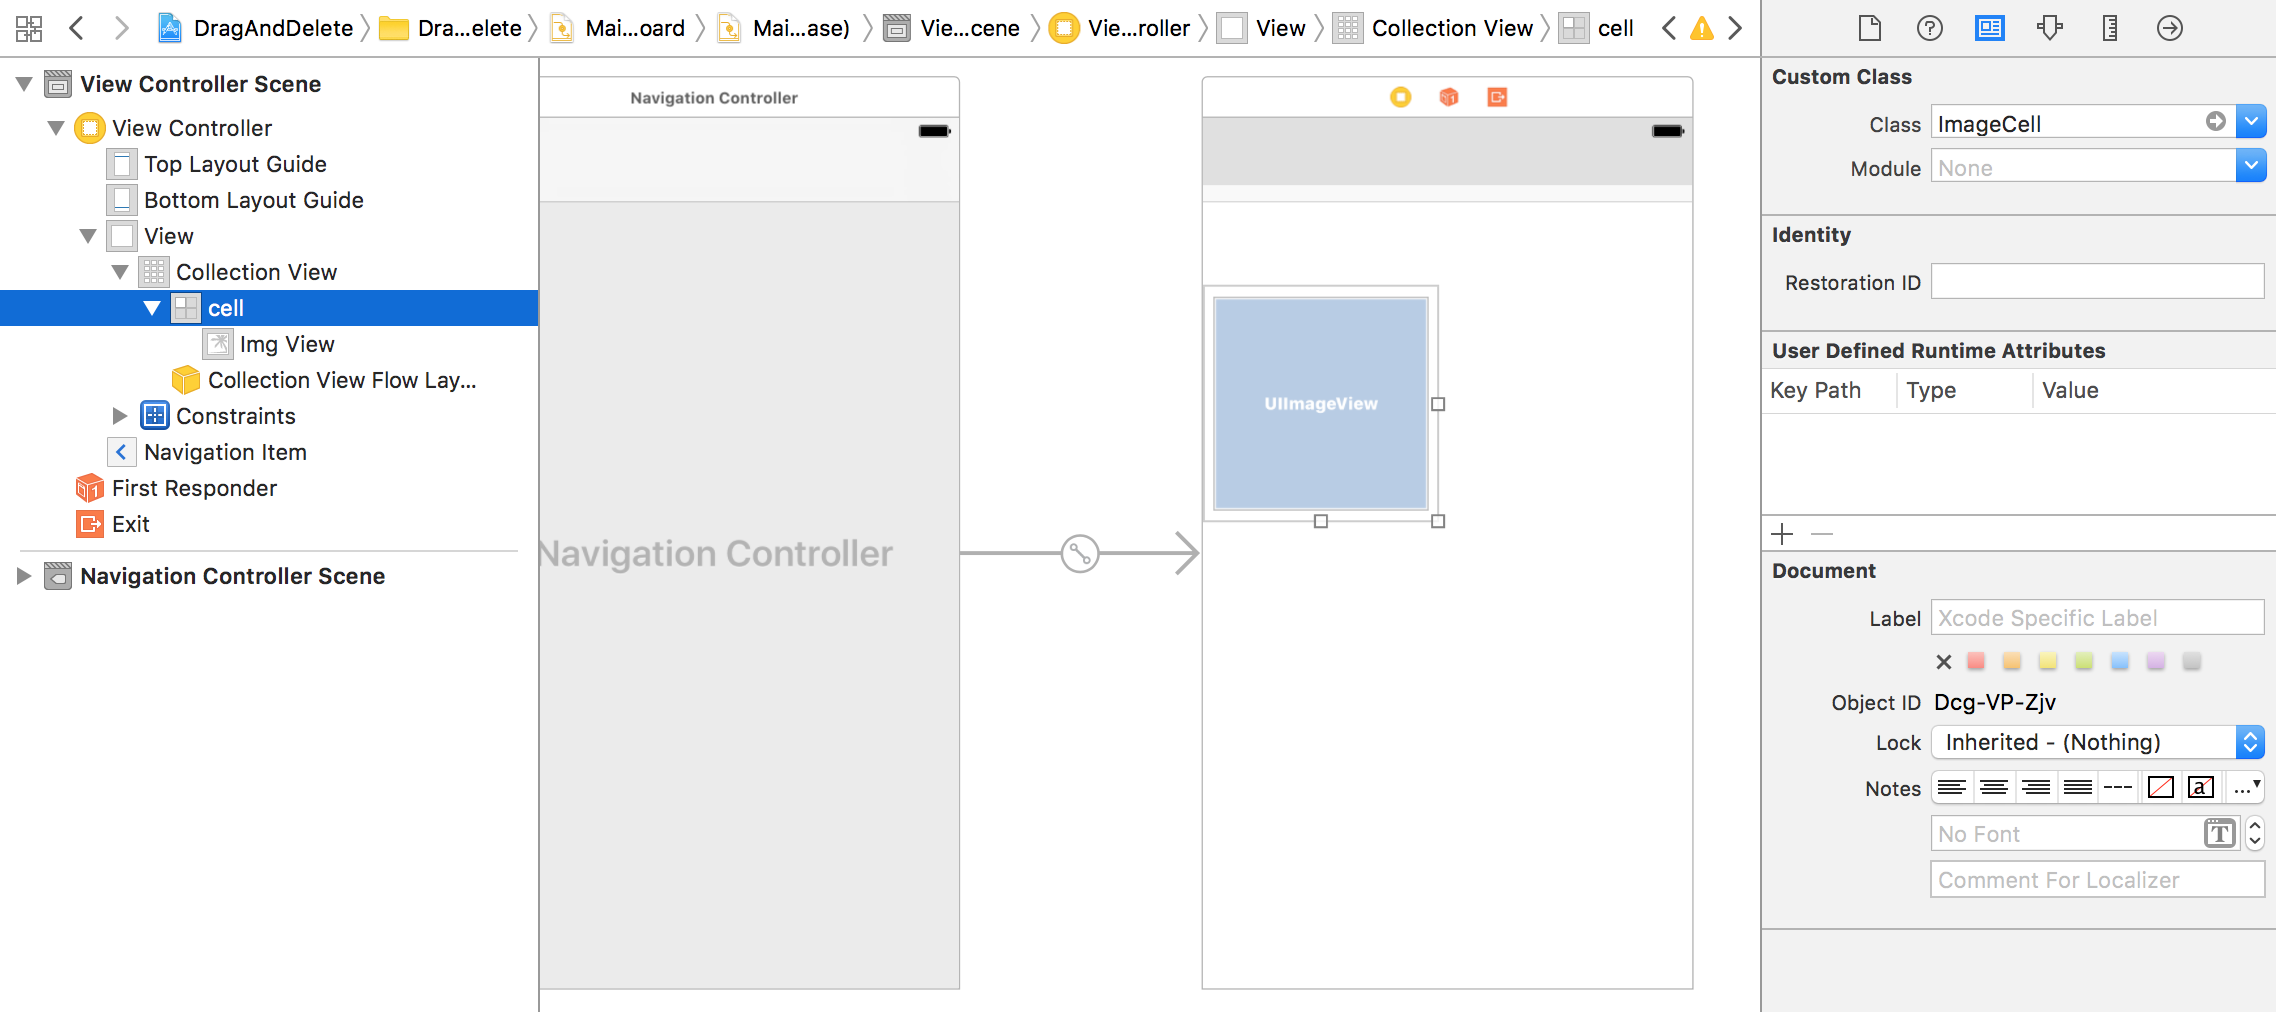 DragAndDelete Dra...elete Mai...oard Mai...ase) Vie...cene Vie...roller View Collection View cell
View Controller Scene
View Controller
Top Layout Guide
Bottom Layout Guide
View
Collection View
cell
Img View
Collection View Flow Lay...
Constraints
Navigation Item
First Responder
1
Exit
Navigation Controller Scene
Navigation Controller
Navigation Controller
1
UIImageView
Custom Class
Class ImageCell
Module None
Identity
Restoration ID
User Defined Runtime Attributes
Key Path Type Value
Document
Label Xcode Specific Label
Object ID Dcg-VP-Zjv
Lock Inherited - (Nothing)
Notes --- a ...
No Font T
Comment For Localizer